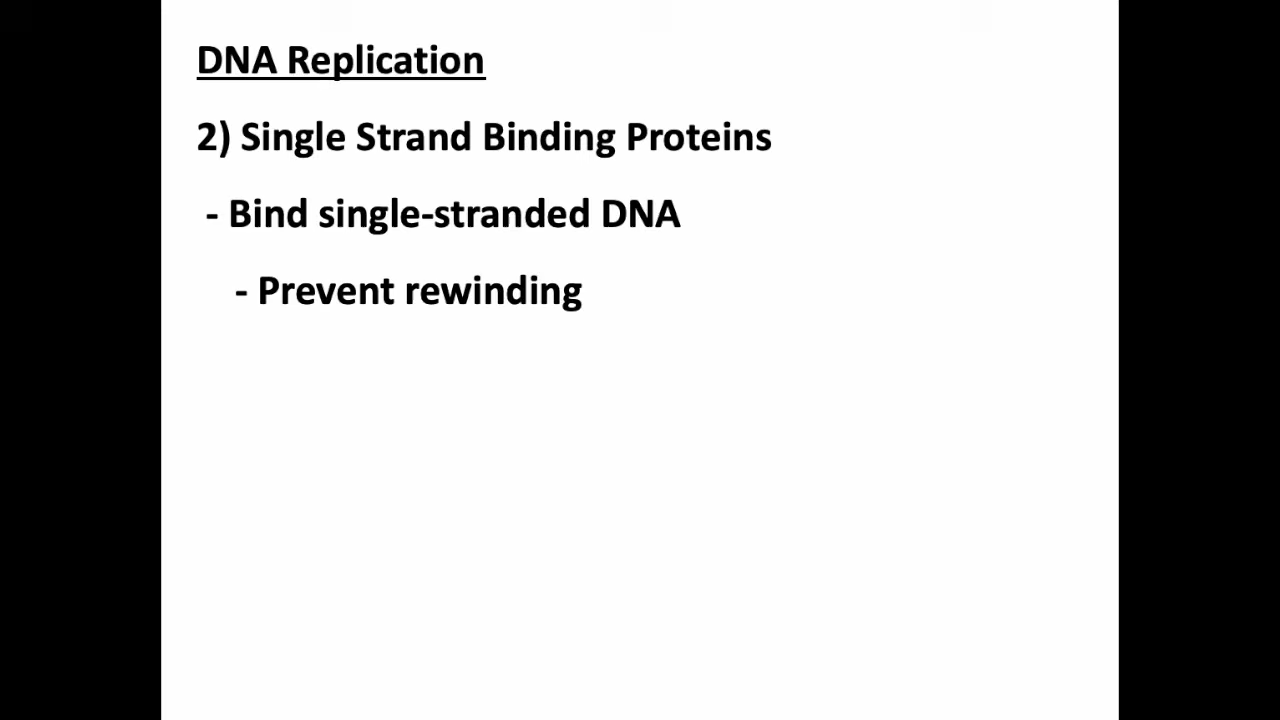 DNA Replication
2) Single Strand Binding Proteins
- Bind single-stranded DNA
- Prevent rewinding